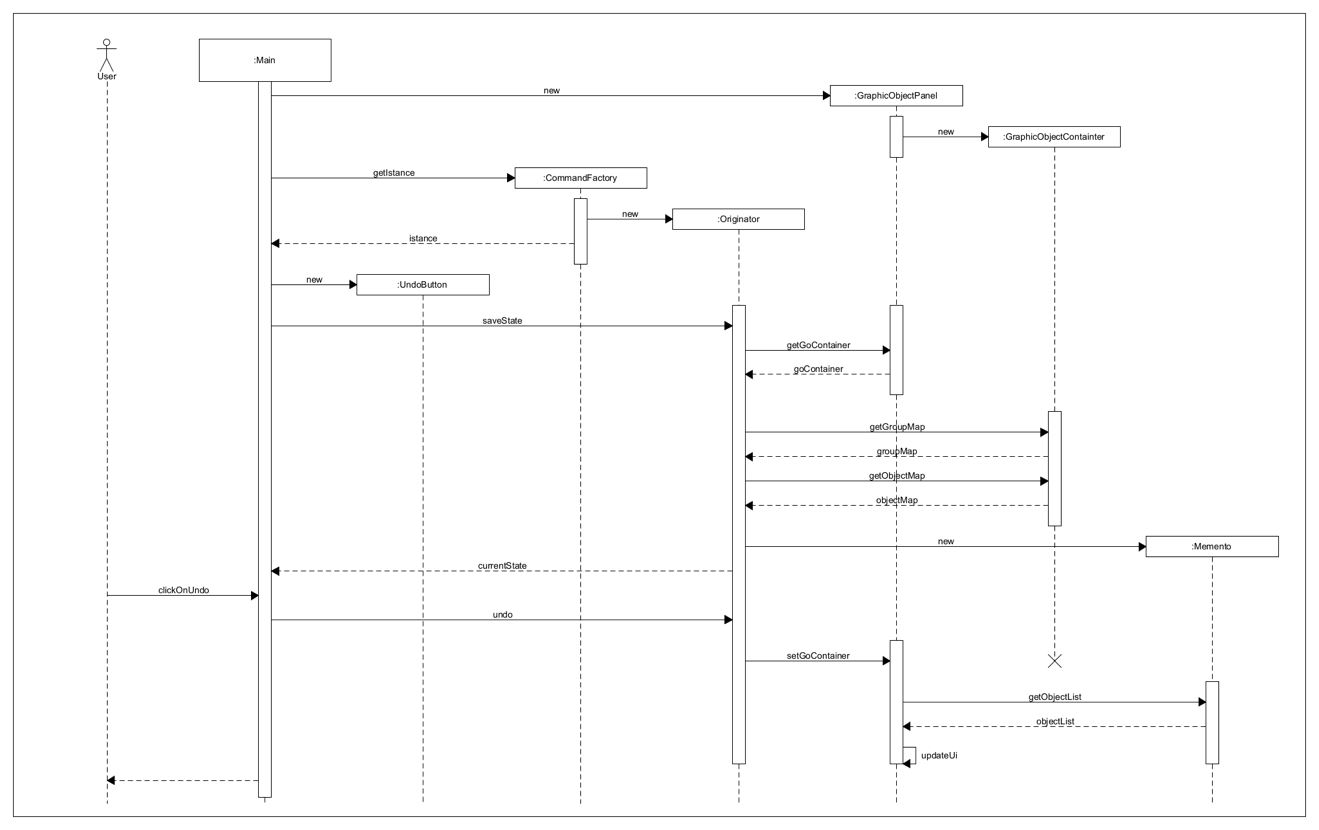 User
:Main
new
:GraphicObjectPanel
new
:GraphicObjectContainter
getIstance
:CommandFactory
new
:Originator
istance
new
:UndoButton
saveState
getGoContainer
goContainer
getGroupMap
groupMap
getObjectMap
objectMap
new
:Memento
currentState
clickOnUndo
undo
setGoContainer
getObjectList
objectList
updateUi